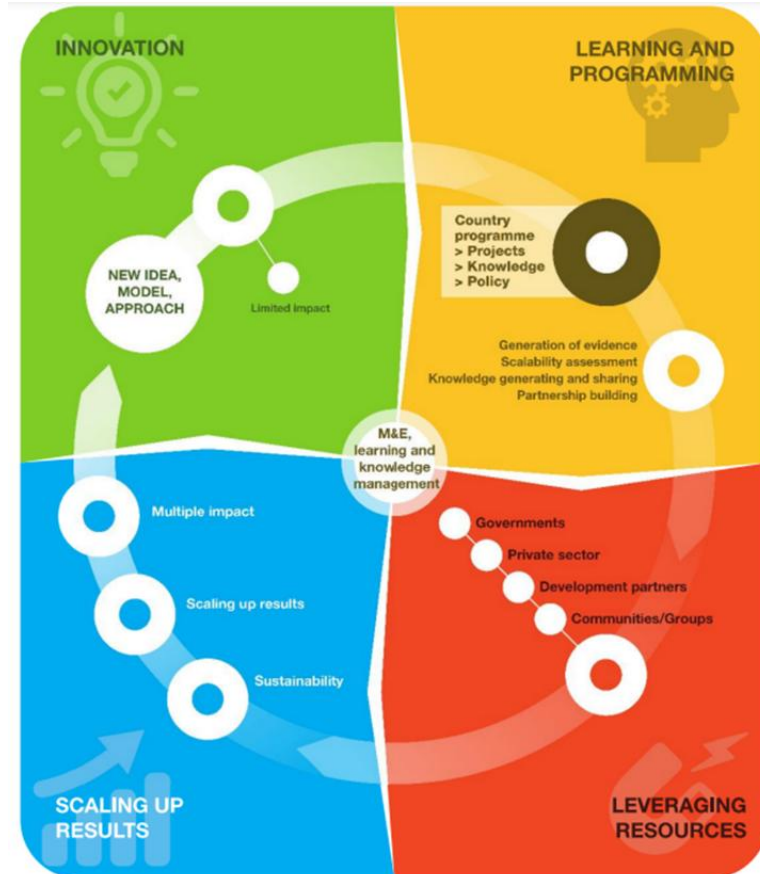 INNOVATION
NEW IDEA,
MODEL,
APPROACH
Limited impact
LEARNING AND
PROGRAMMING
Country
programme
> Projects
> Knowledge
> Policy
Generation of evidence
Scalability assessment
Knowledge generating and sharing
Partnership building
M&E,
learning and
knowledge
management
Governments
Private sector
Development partners
Communities/Groups
LEVERAGING
RESOURCES
Multiple impact
Scaling up results
Sustainability
SCALING UP
RESULTS